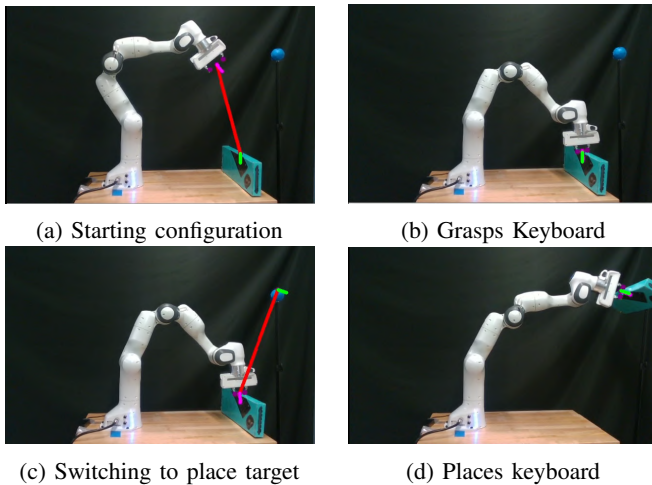 (a) Starting configuration
(b) Grasps Keyboard
(c) Switching to place target
(d) Places keyboard